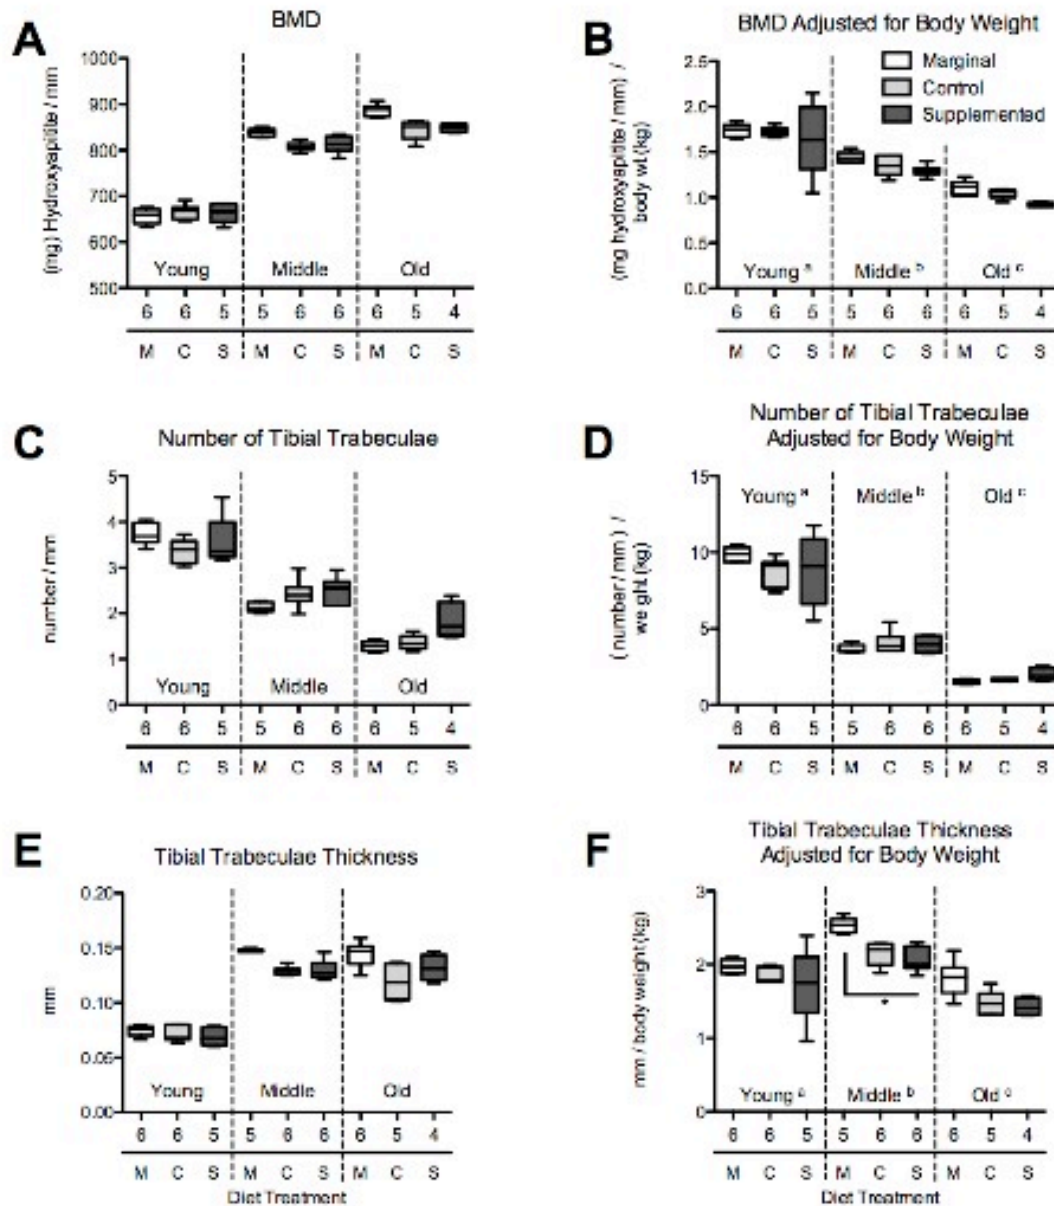 A
BMD
(mg) Hydroxyapitite / mm
1000
900
800
700
600
500
Young
Middle
Old
6 6 5 5 6 6 6 5 4
M C S M C S M C S
B
BMD Adjusted for Body Weight
(mg hydroxyapitite / mm) /
body wt (kg)
2.5
2.0
1.5
1.0
0.5
0.0
Marginal
Control
Supplemented
Young a
Middle b
Old c
6 6 5 5 6 6 6 5 4
M C S M C S M C S
C
Number of Tibial Trabeculae
number / mm
5
4
3
2
1
0
Young
Middle
Old
6 6 5 5 6 6 6 5 4
M C S M C S M C S
D
Number of Tibial Trabeculae
Adjusted for Body Weight
(number / mm) /
weight (kg)
15
10
5
0
Young a
Middle b
Old c
6 6 5 5 6 6 6 5 4
M C S M C S M C S
E
Tibial Trabeculae Thickness
mm
0.20
0.15
0.10
0.05
0.00
Young
Middle
Old
6 6 5 5 6 6 6 5 4
M C S M C S M C S
Diet Treatment
F
Tibial Trabeculae Thickness
Adjusted for Body Weight
mm / body weight (kg)
3
2
1
0
*
Young a
Middle b
Old c
6 6 5 5 6 6 6 5 4
M C S M C S M C S
Diet Treatment